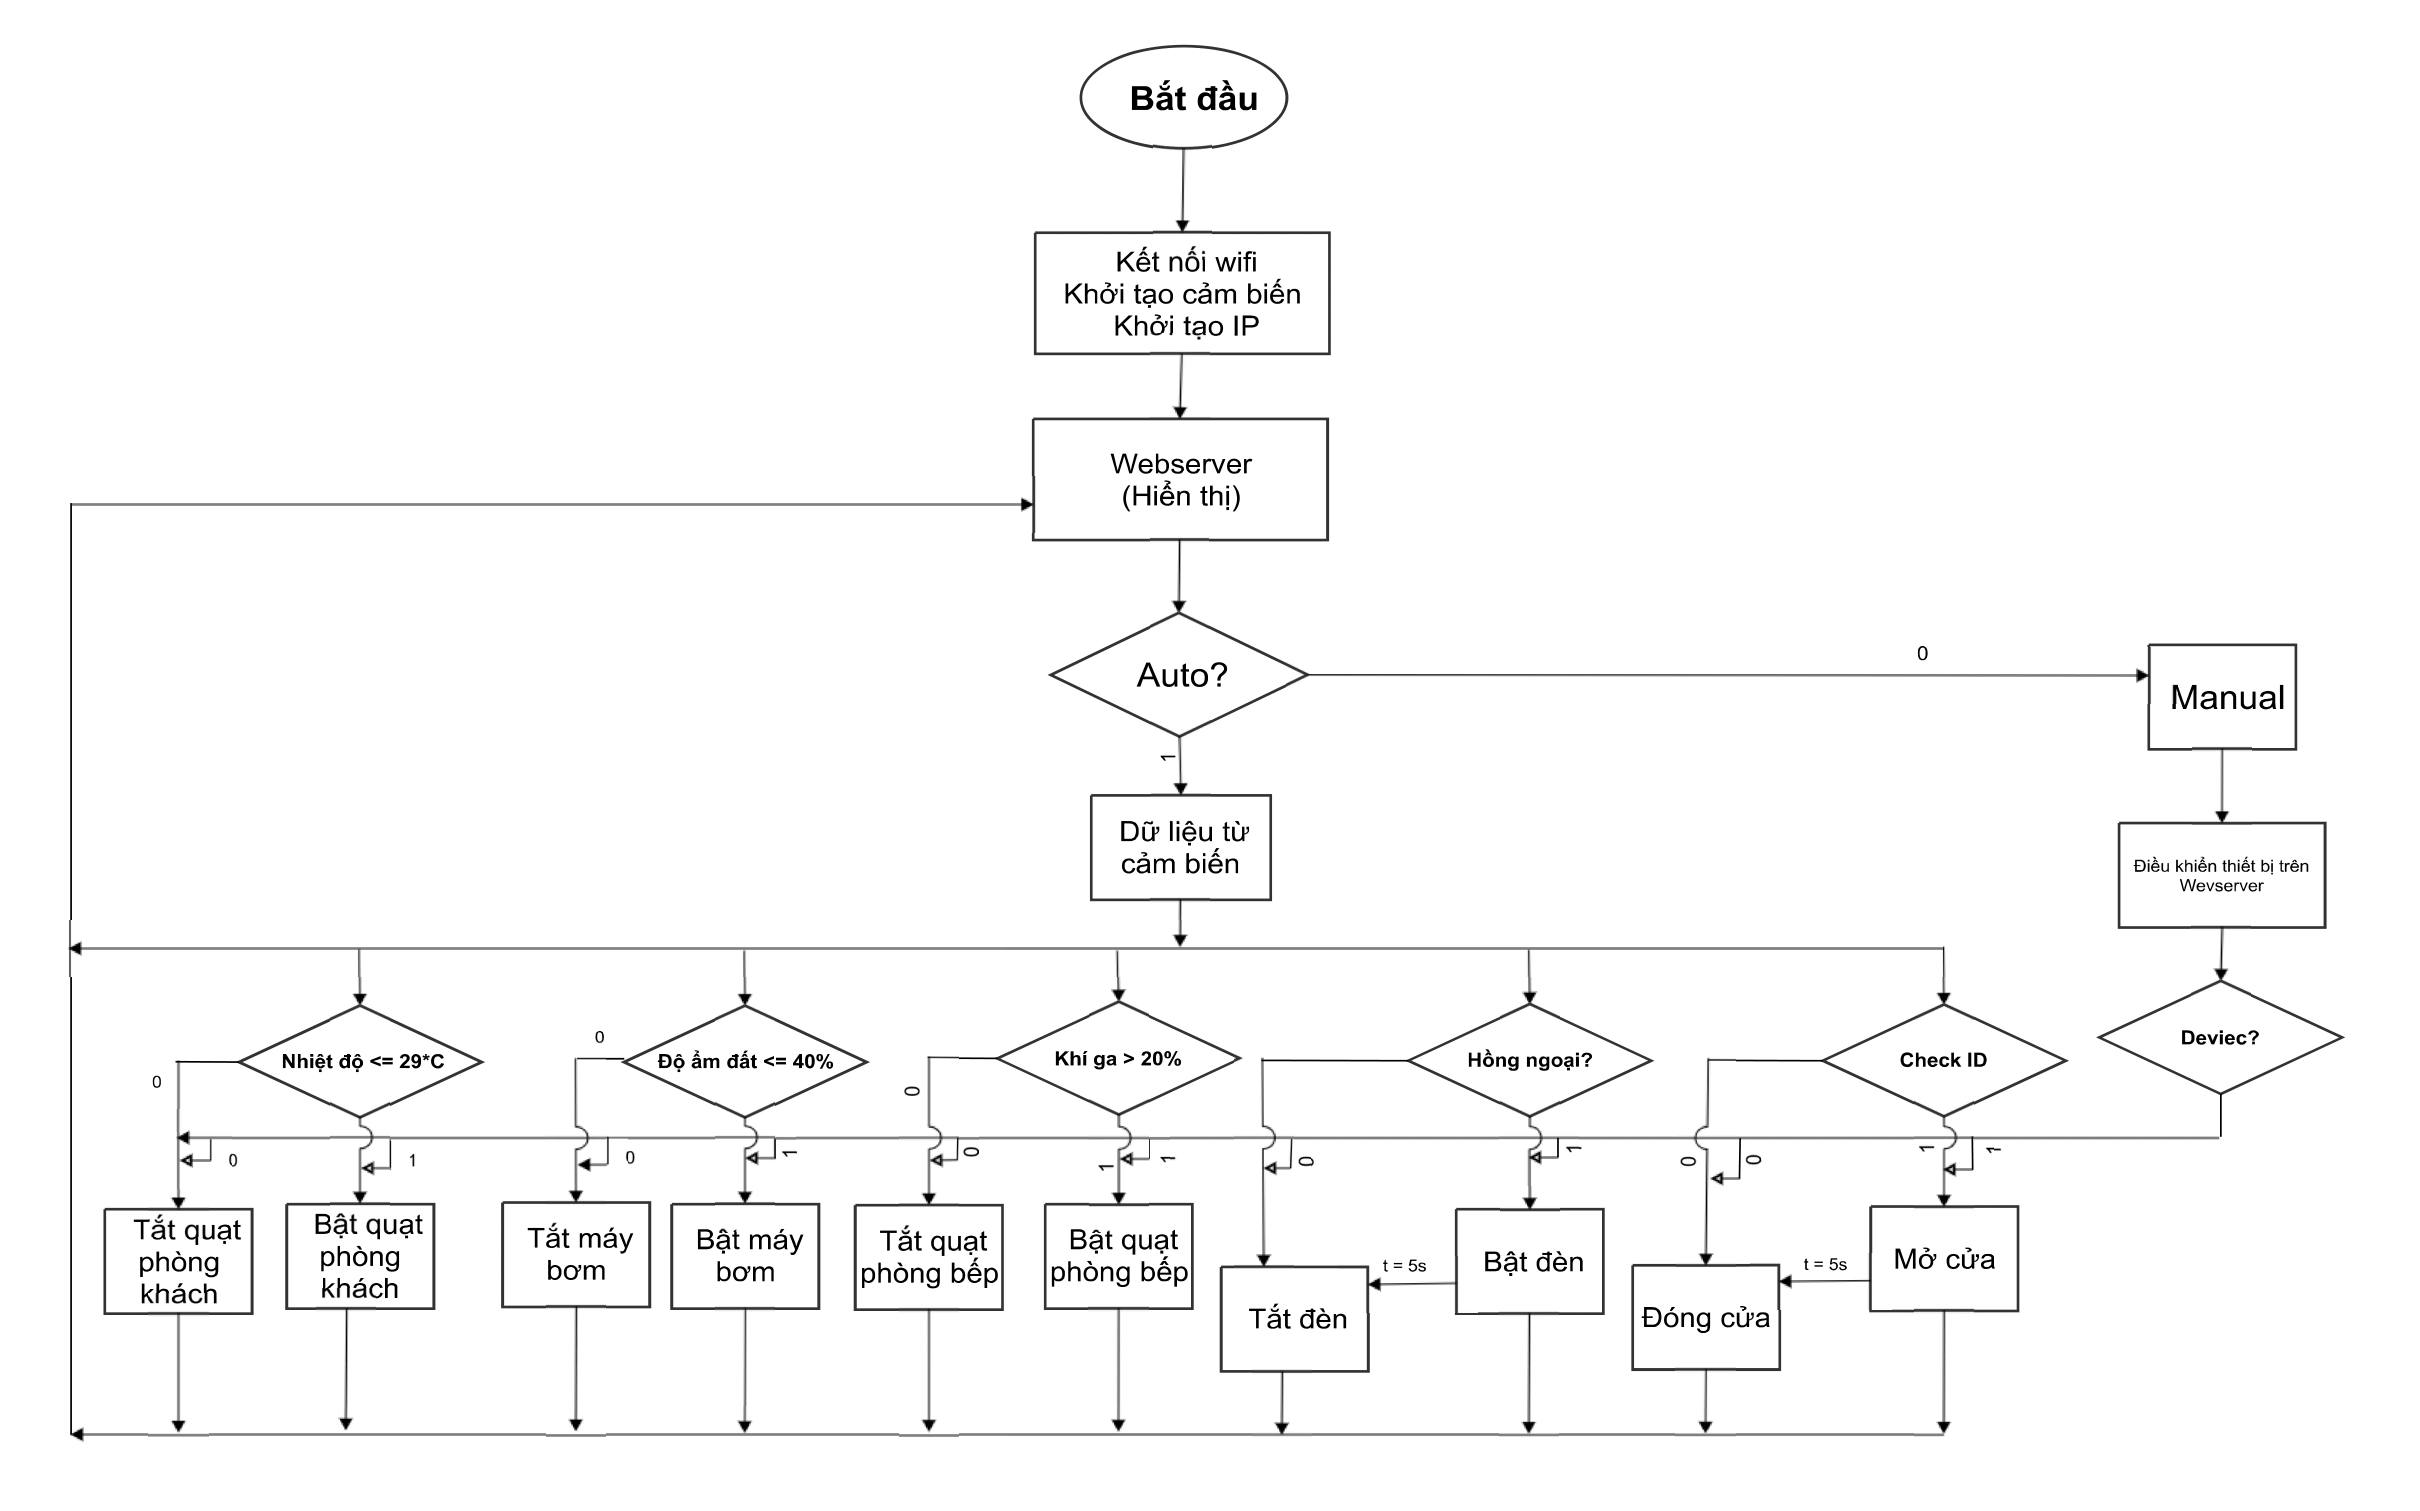 Bắt đầu
Kết nối wifi
Khởi tạo cảm biến
Khởi tạo IP
Webserver
(Hiển thị)
Auto?
0
Manual
1
Dữ liệu từ
cảm biến
Điều khiển thiết bị trên
Wevserver
Deviec?
Nhiệt độ <= 29*C
0
Độ ẩm đất <= 40%
0
Khí ga > 20%
0
Hồng ngoại?
Check ID
0
1
0
1
0
1
1
0
1
0
0
1
1
Tắt quạt
phòng
khách
Bật quạt
phòng
khách
Tắt máy
bơm
Bật máy
bơm
Tắt quạt
phòng bếp
Bật quạt
phòng bếp
Tắt đèn
t = 5s
Bật đèn
Đóng cửa
t = 5s
Mở cửa